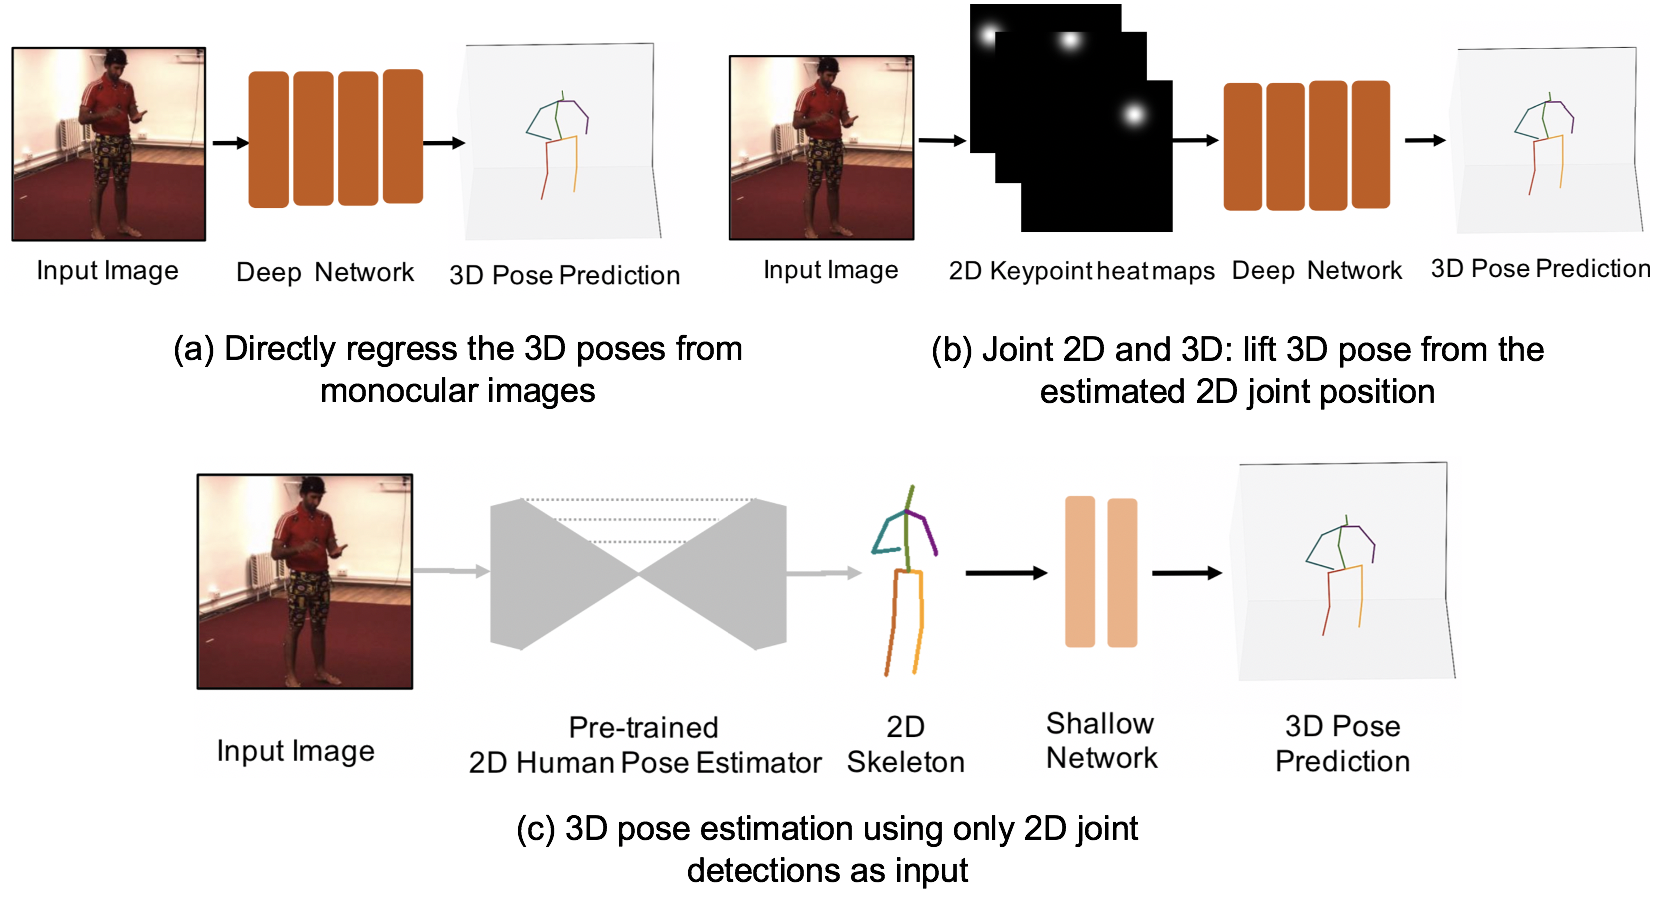 Input Image
Deep Network
3D Pose Prediction
Input Image
2D Keypoint heatmaps
Deep Network
3D Pose Prediction
(a) Directly regress the 3D poses from
monocular images
(b) Joint 2D and 3D: lift 3D pose from the
estimated 2D joint position
Input Image
Pre-trained
2D Human Pose Estimator
2D
Skeleton
Shallow
Network
3D Pose
Prediction
(c) 3D pose estimation using only 2D joint
detections as input